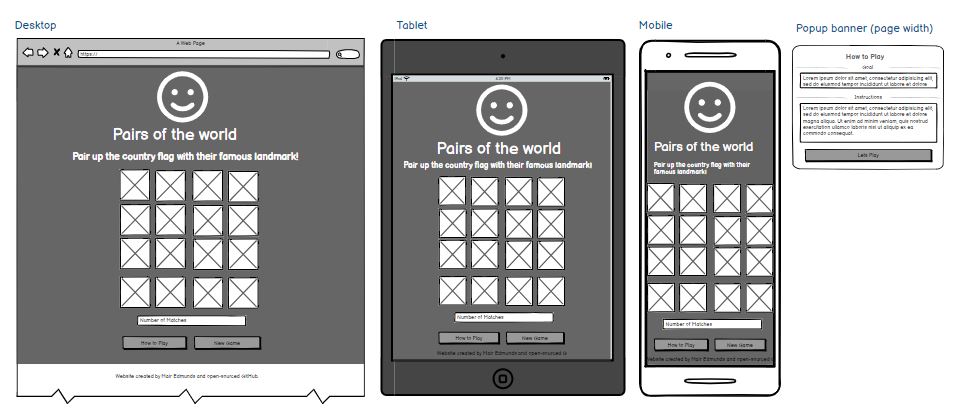 Desktop
A Web Page
https://
Pairs of the world
Pair up the country flag with their famous landmark!
Number of Matches
How to Play
New Game
Website created by Mair Edmunds and open-sourced GitHub.
Tablet
iPad
4:20 PM
Pairs of the world
Pair up the country flag with their famous landmark!
Number of Matches
How to Play
New Game
Website created by Mair Edmunds and open-sourced G
Mobile
Pairs of the world
Pair up the country flag with their famous
landmark!
Number of Matches
How to Play
New Game
Website created by Mair Edmunds and open-sourced G
Popup banner (page width)
How to Play
Goal
Lorem ipsum dolor sit amet, consectetur adipisicing elit,
sed do eiusmod tempor incididunt ut labore et dolore
Instructions
Lorem ipsum dolor sit amet, consectetur adipisicing elit,
sed do eiusmod tempor incididunt ut labore et dolore
magna aliqua. Ut enim ad minim veniam, quis nostrud
exercitation ullamco laboris nisi ut aliquip ex ea
commodo consequat.
Lets Play